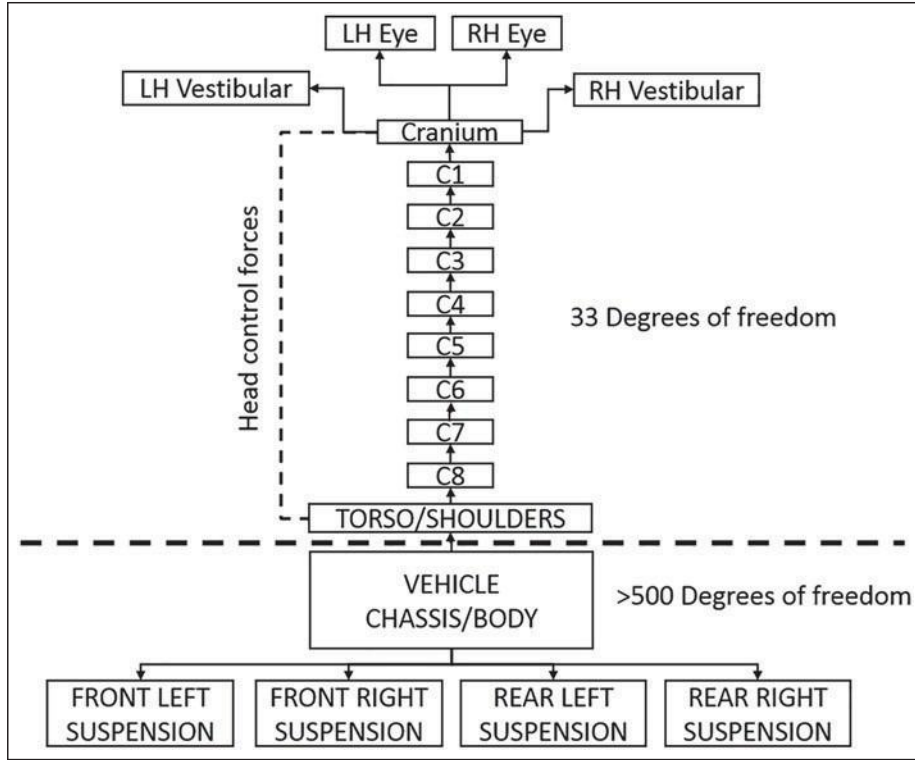 LH Eye
RH Eye
LH Vestibular
RH Vestibular
Cranium
C1
C2
C3
C4
C5
C6
C7
C8
Head control forces
33 Degrees of freedom
TORSO/SHOULDERS
VEHICLE
CHASSIS/BODY
>500 Degrees of freedom
FRONT LEFT
SUSPENSION
FRONT RIGHT
SUSPENSION
REAR LEFT
SUSPENSION
REAR RIGHT
SUSPENSION